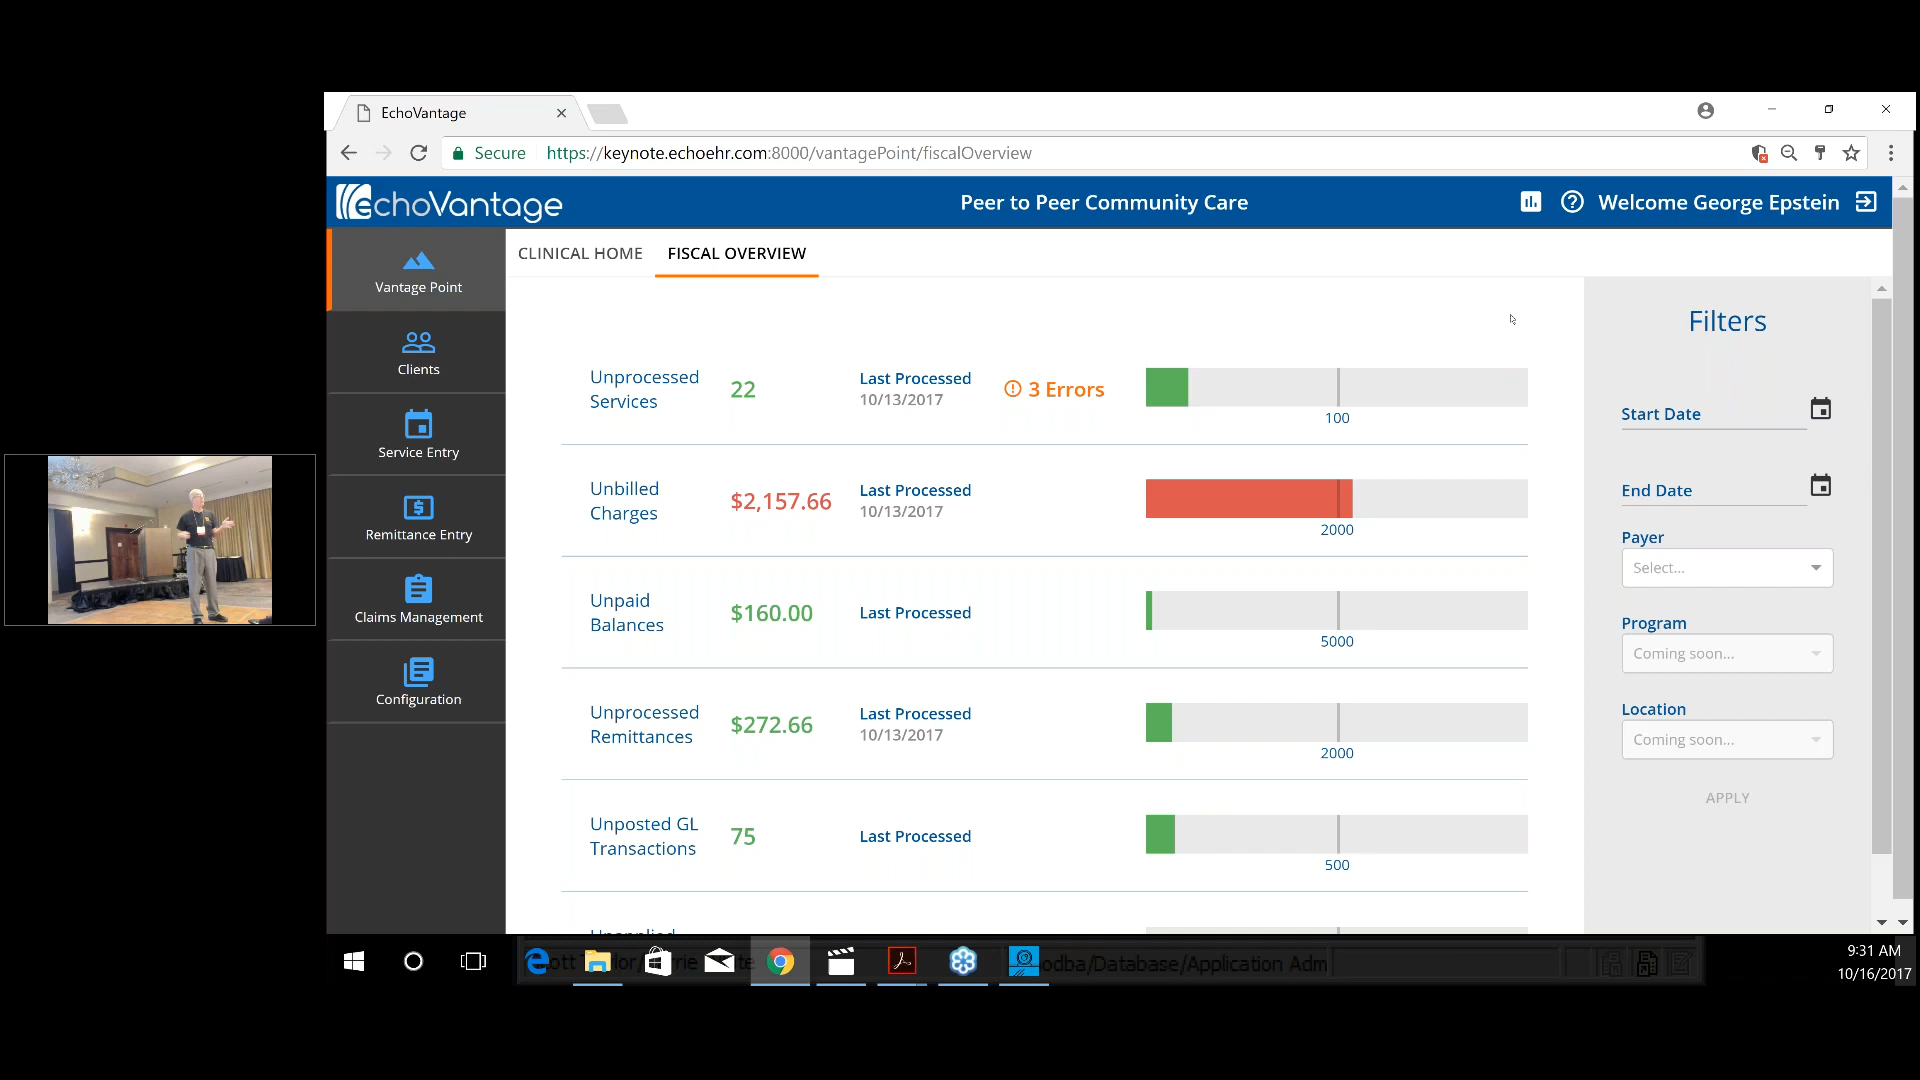 EchoVantage
Secure https://keynote.echoehr.com:8000/vantagePoint/fiscalOverview
echoVantage
Peer to Peer Community Care
Welcome George Epstein
Vantage Point
Clients
Service Entry
Remittance Entry
Claims Management
Configuration
CLINICAL HOME
FISCAL OVERVIEW
Unprocessed
Services
22
Last Processed
10/13/2017
3 Errors
100
Unbilled
Charges
$2,157.66
Last Processed
10/13/2017
2000
Unpaid
Balances
$160.00
Last Processed
5000
Unprocessed
Remittances
$272.66
Last Processed
10/13/2017
2000
Unposted GL
Transactions
75
Last Processed
500
Filters
Start Date
End Date
Payer
Select...
Program
Coming soon...
Location
Coming soon...
APPLY
odba/Database/Application Adm
9:31 AM
10/16/2017